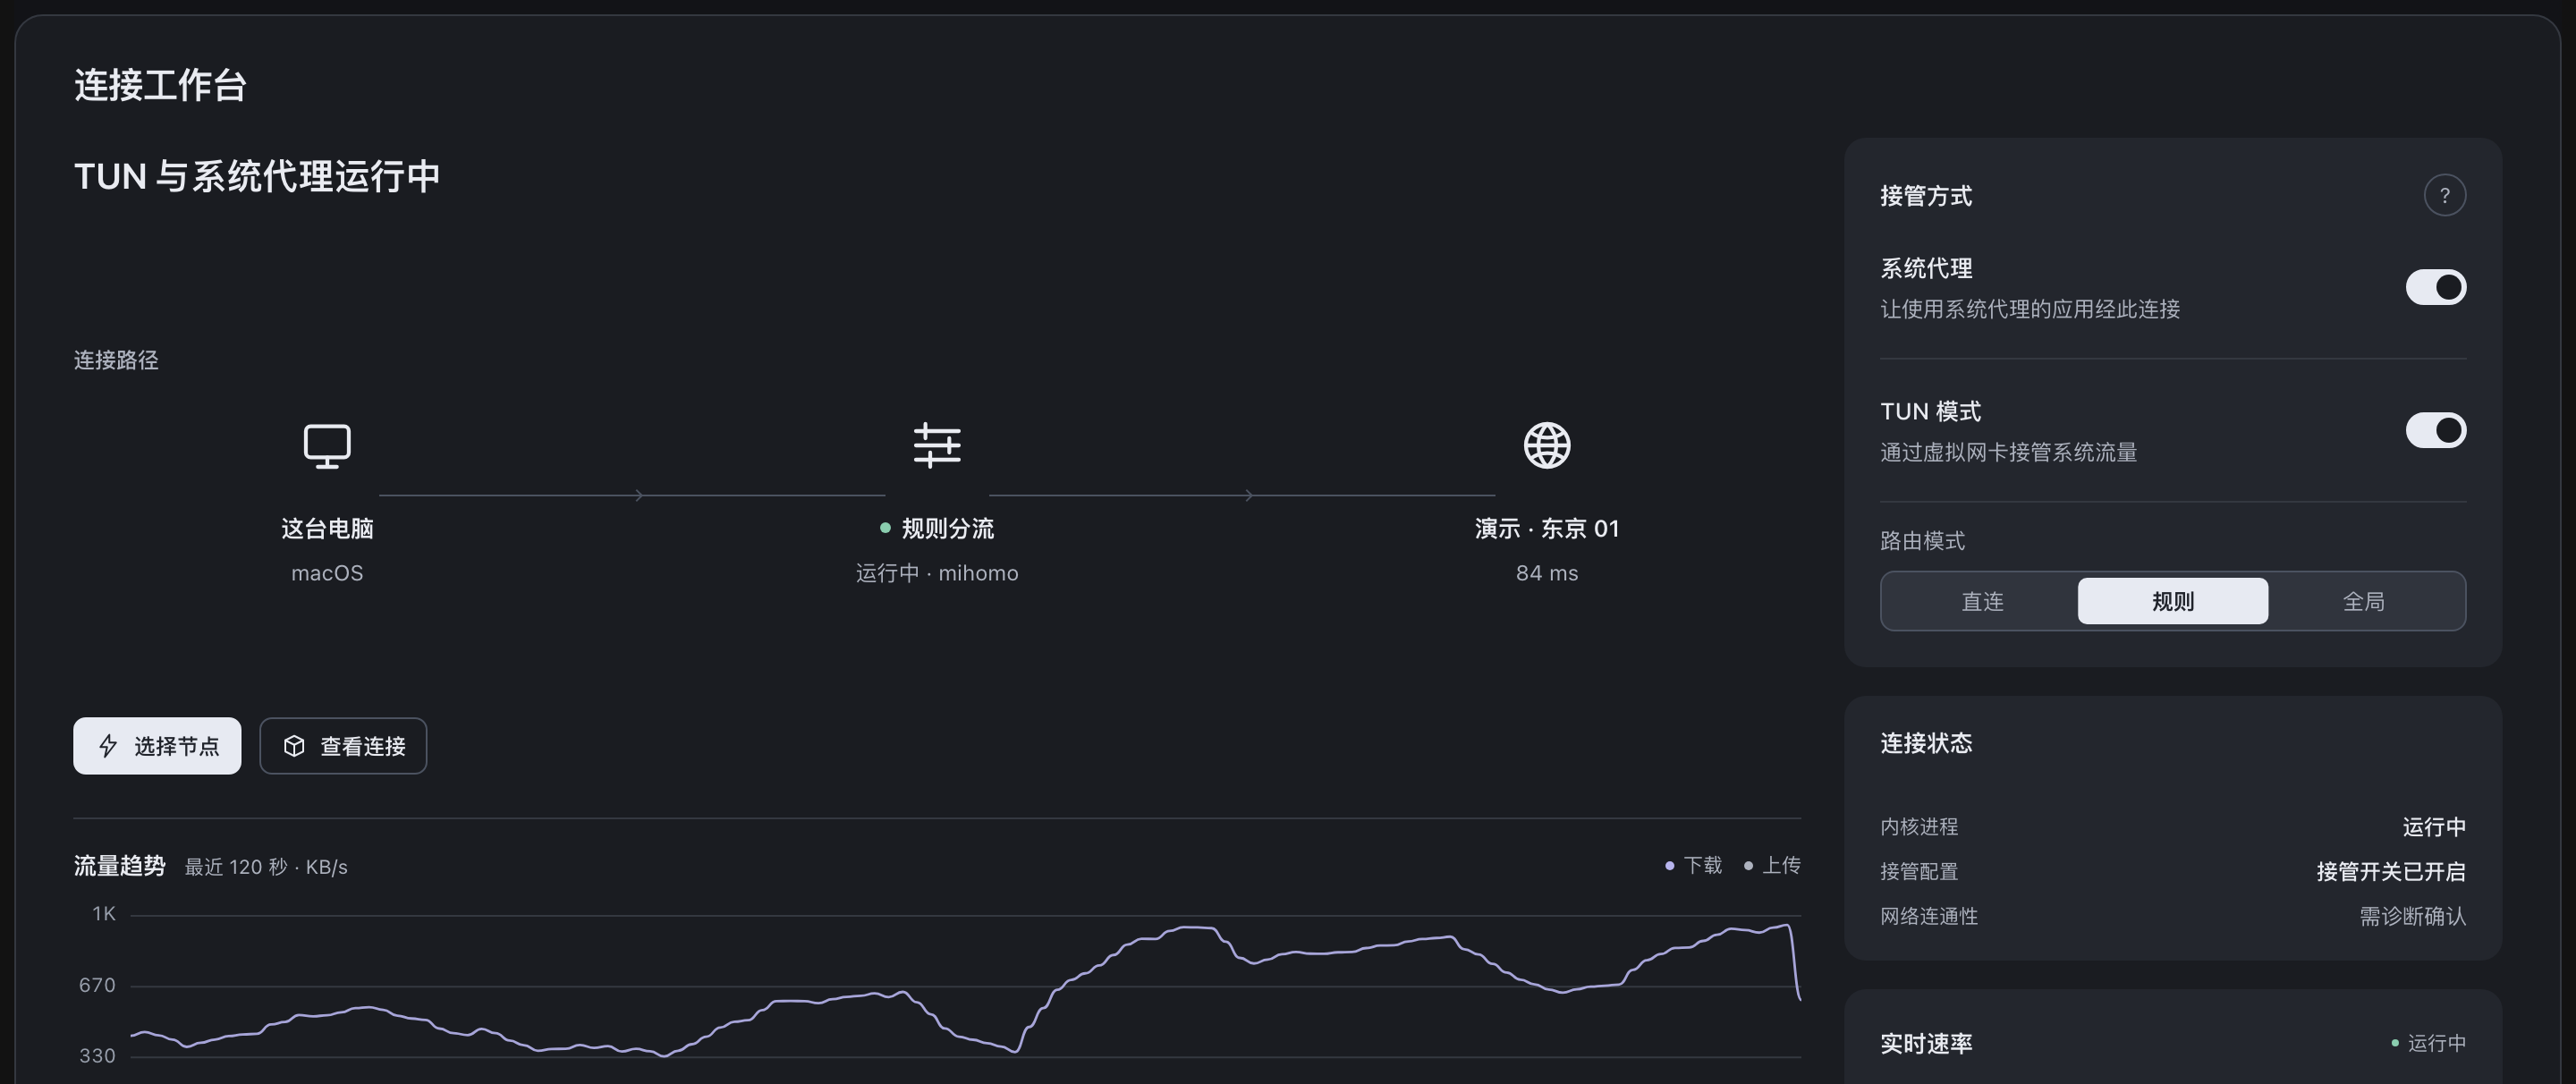 连接工作台
TUN 与系统代理运行中
连接路径
这台电脑
macOS
规则分流
运行中 · mihomo
演示 · 东京 01
84 ms
选择节点
查看连接
流量趋势 最近 120 秒 · KB/s
下载 上传
1K
670
330
接管方式
?
系统代理
让使用系统代理的应用经此连接
TUN 模式
通过虚拟网卡接管系统流量
路由模式
直连 规则 全局
连接状态
内核进程 运行中
接管配置 接管开关已开启
网络连通性 需诊断确认
实时速率 运行中